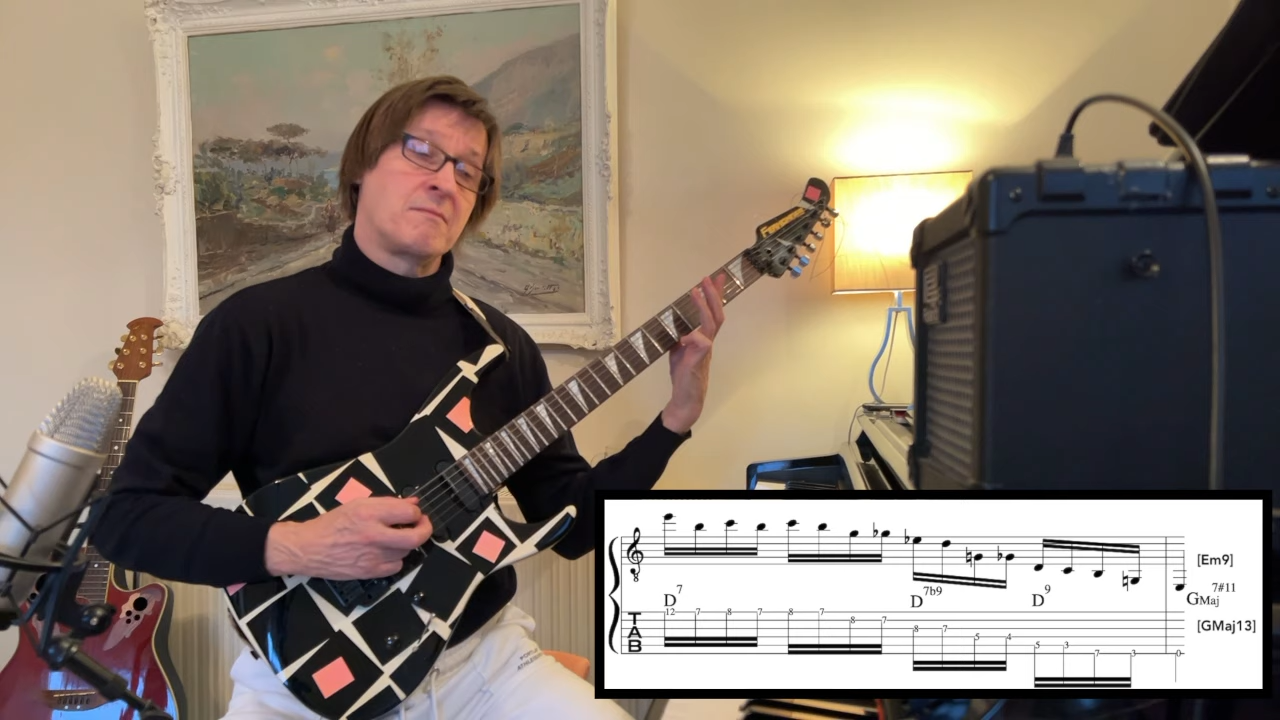 Fernandes
[Em9]
D7 D7b9 D9 GMaj7#11
[GMaj13]
T 12 7 8 7 8 7 8 7
A 8 7 5 4
B 5 3 7 3 0